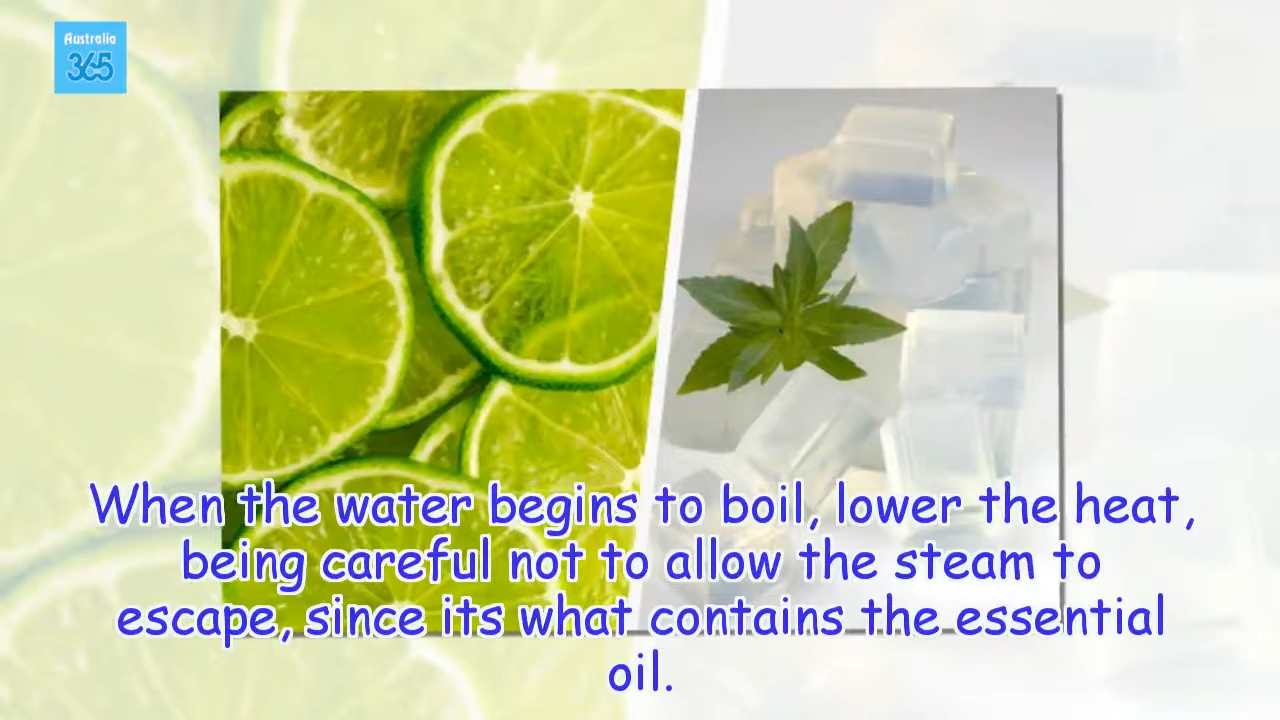 Australia
365
When the water begins to boil, lower the heat,
being careful not to allow the steam to
escape, since its what contains the essential
oil.